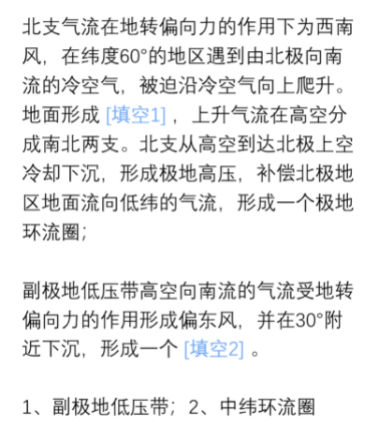 北支气流在地转偏向力的作用下为西南
风，在纬度60°的地区遇到由北极向南
流的冷空气，被迫沿冷空气向上爬升。
地面形成 [填空1] ，上升气流在高空分
成南北两支。北支从高空到达北极上空
冷却下沉，形成极地高压，补偿北极地
区地面流向低纬的气流，形成一个极地
环流圈；
副极地低压带高空向南流的气流受地转
偏向力的作用形成偏东风，并在30°附
近下沉，形成一个 [填空2] 。
1、副极地低压带；2、中纬环流圈